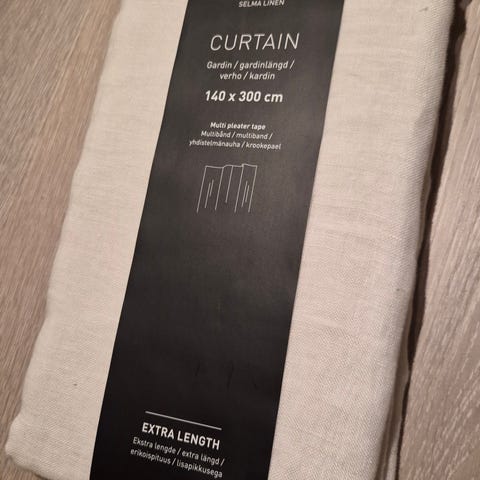 SELMA LINEN
CURTAIN
Gardin / gardinlängd /
verho / kardin
140 x 300 cm
Multi pleater tape
Multibånd / multiband /
yhdistelmänauha / krookepael
EXTRA LENGTH
Ekstra lengde / extra längd /
erikoispituus / lisapikkusega